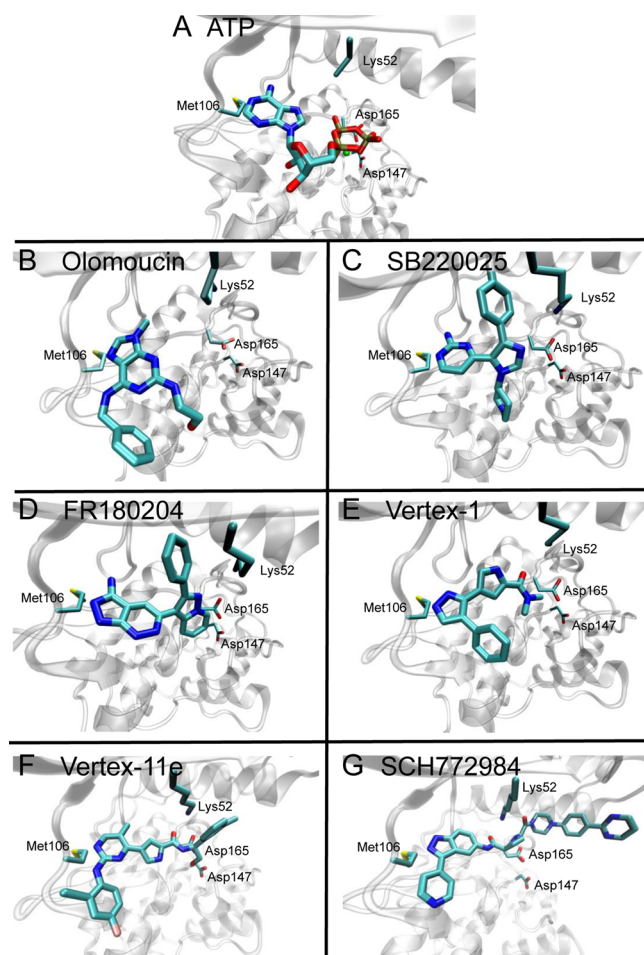 A ATP
Lys52
Met106
Asp165
Asp147
B Olomoucin
Lys52
Met106
Asp165
Asp147
C SB220025
Lys52
Met106
Asp165
Asp147
D FR180204
Lys52
Met106
Asp165
Asp147
E Vertex-1
Lys52
Met106
Asp165
Asp147
F Vertex-11e
Lys52
Met106
Asp165
Asp147
G SCH772984
Lys52
Met106
Asp165
Asp147